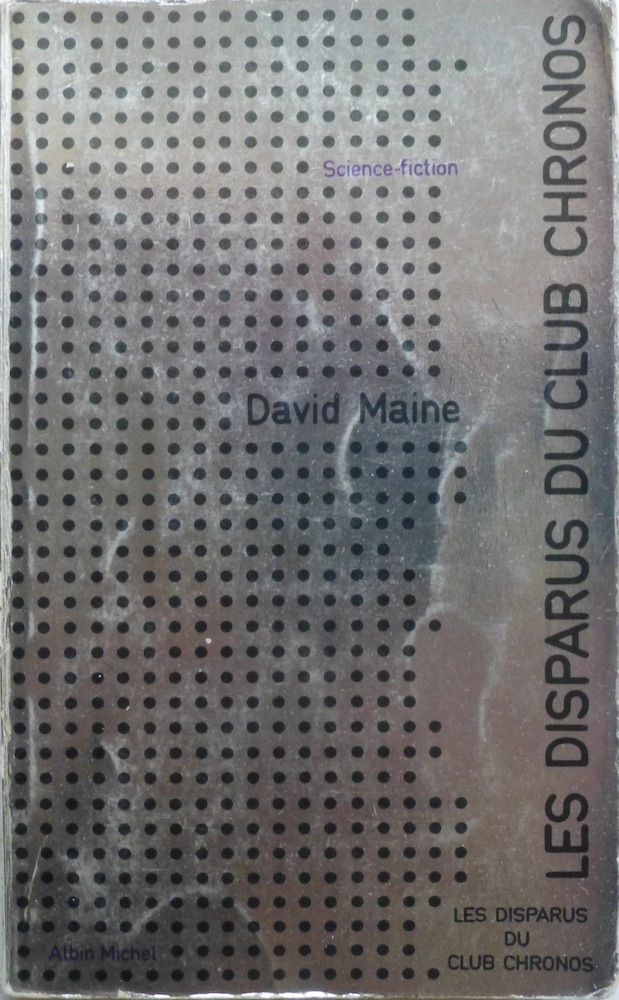 Science-fiction
David Maine
LES DISPARUS DU CLUB CHRONOS
LES DISPARUS
DU
CLUB CHRONOS
Albin Michel